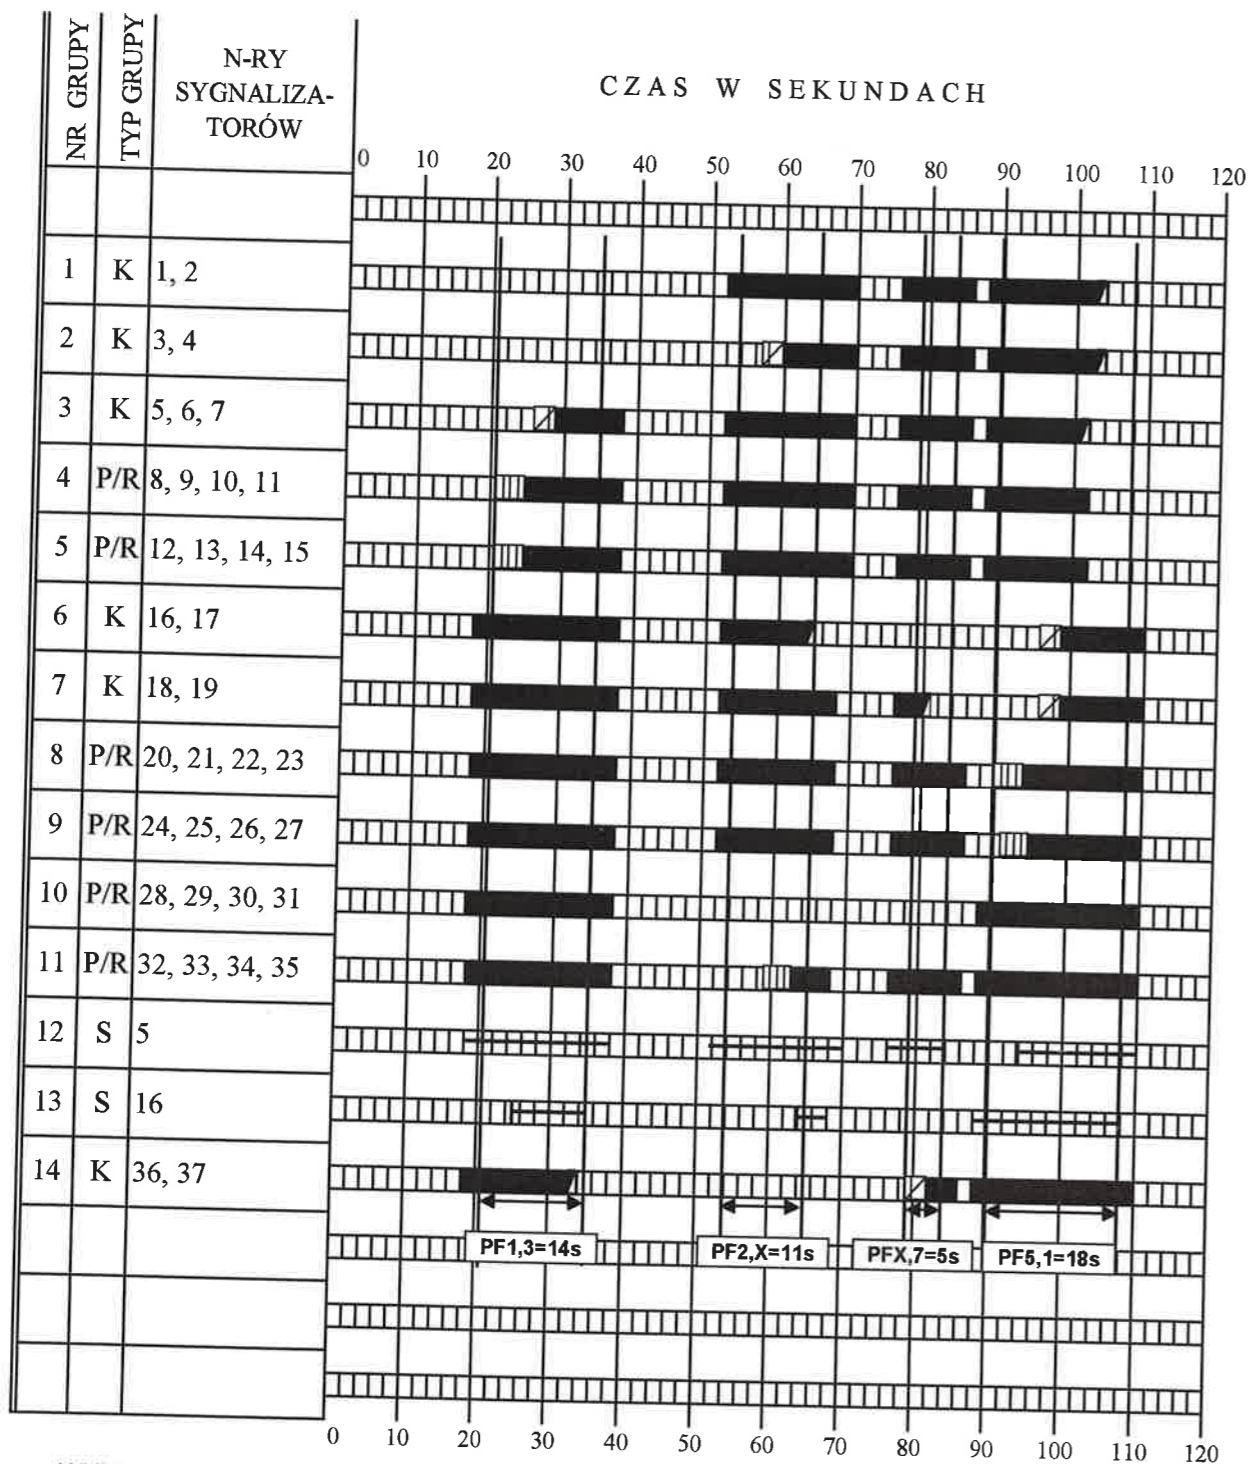 NR GRUPY
TYP GRUPY
N-RY
SYGNALIZA-
TORÓW
CZAS W SEKUNDACH
0 10 20 30 40 50 60 70 80 90 100 110 120
1 K 1, 2
2 K 3, 4
3 K 5, 6, 7
4 P/R 8, 9, 10, 11
5 P/R 12, 13, 14, 15
6 K 16, 17
7 K 18, 19
8 P/R 20, 21, 22, 23
9 P/R 24, 25, 26, 27
10 P/R 28, 29, 30, 31
11 P/R 32, 33, 34, 35
12 S 5
13 S 16
14 K 36, 37
PF1,3=14s PF2,X=11s PFX,7=5s PF5,1=18s
0 10 20 30 40 50 60 70 80 90 100 110 120